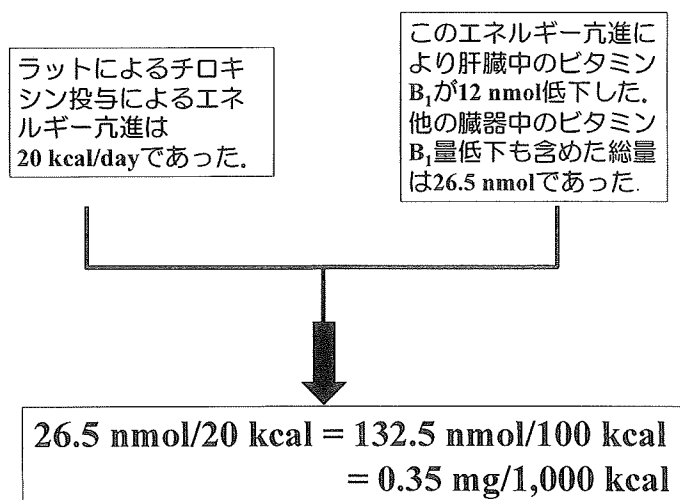 ラットによるチロキ
シン投与によるエネ
ルギー亢進は
20 kcal/dayであった.
このエネルギー亢進に
より肝臓中のビタミン
B₁が12 nmol低下した.
他の臓器中のビタミン
B₁量低下も含めた総量
は26.5 nmolであった.
26.5 nmol/20 kcal = 132.5 nmol/100 kcal
= 0.35 mg/1,000 kcal